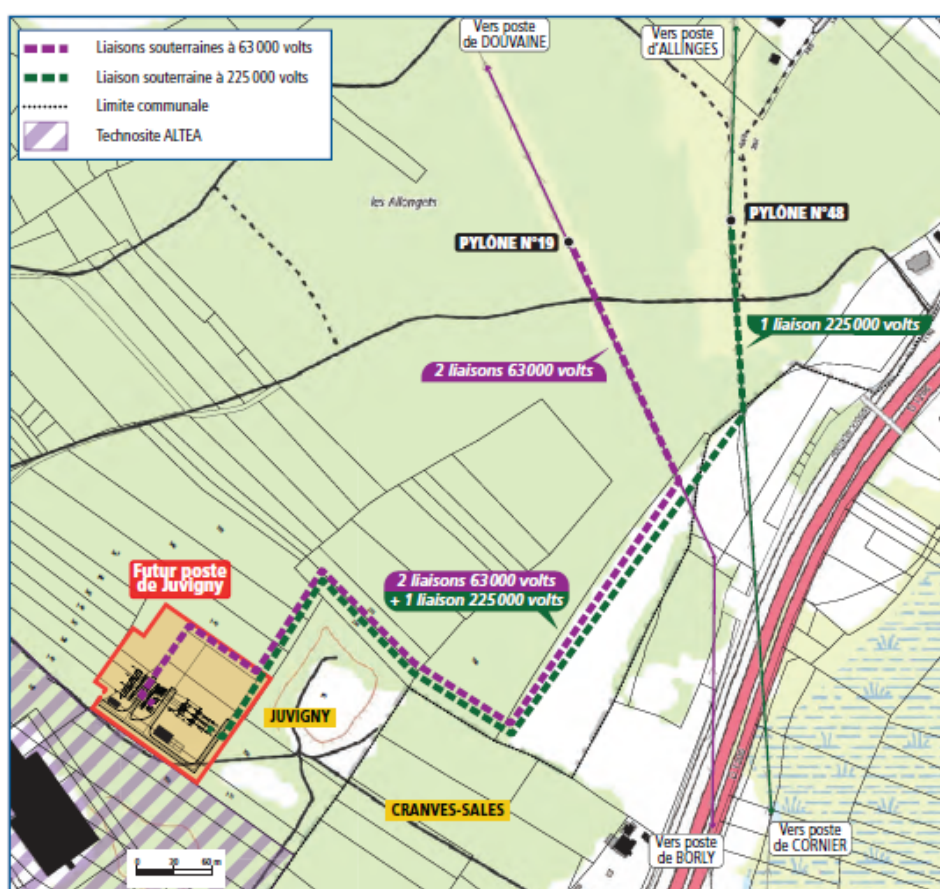 Liaisons souterraines à 63 000 volts
Liaison souterraine à 225 000 volts
Limite communale
Technosite ALTEA
Vers poste
de DOUVAINE
Vers poste
d'ALLINGES
les Allongets
PYLÔNE N°19
PYLÔNE N°48
1 liaison 225 000 volts
2 liaisons 63 000 volts
Futur poste
de Juvigny
2 liaisons 63 000 volts
+ 1 liaison 225 000 volts
JUVIGNY
CRANVES-SALES
Vers poste
de BORLY
Vers poste
de CORNIER
0 30 60 m